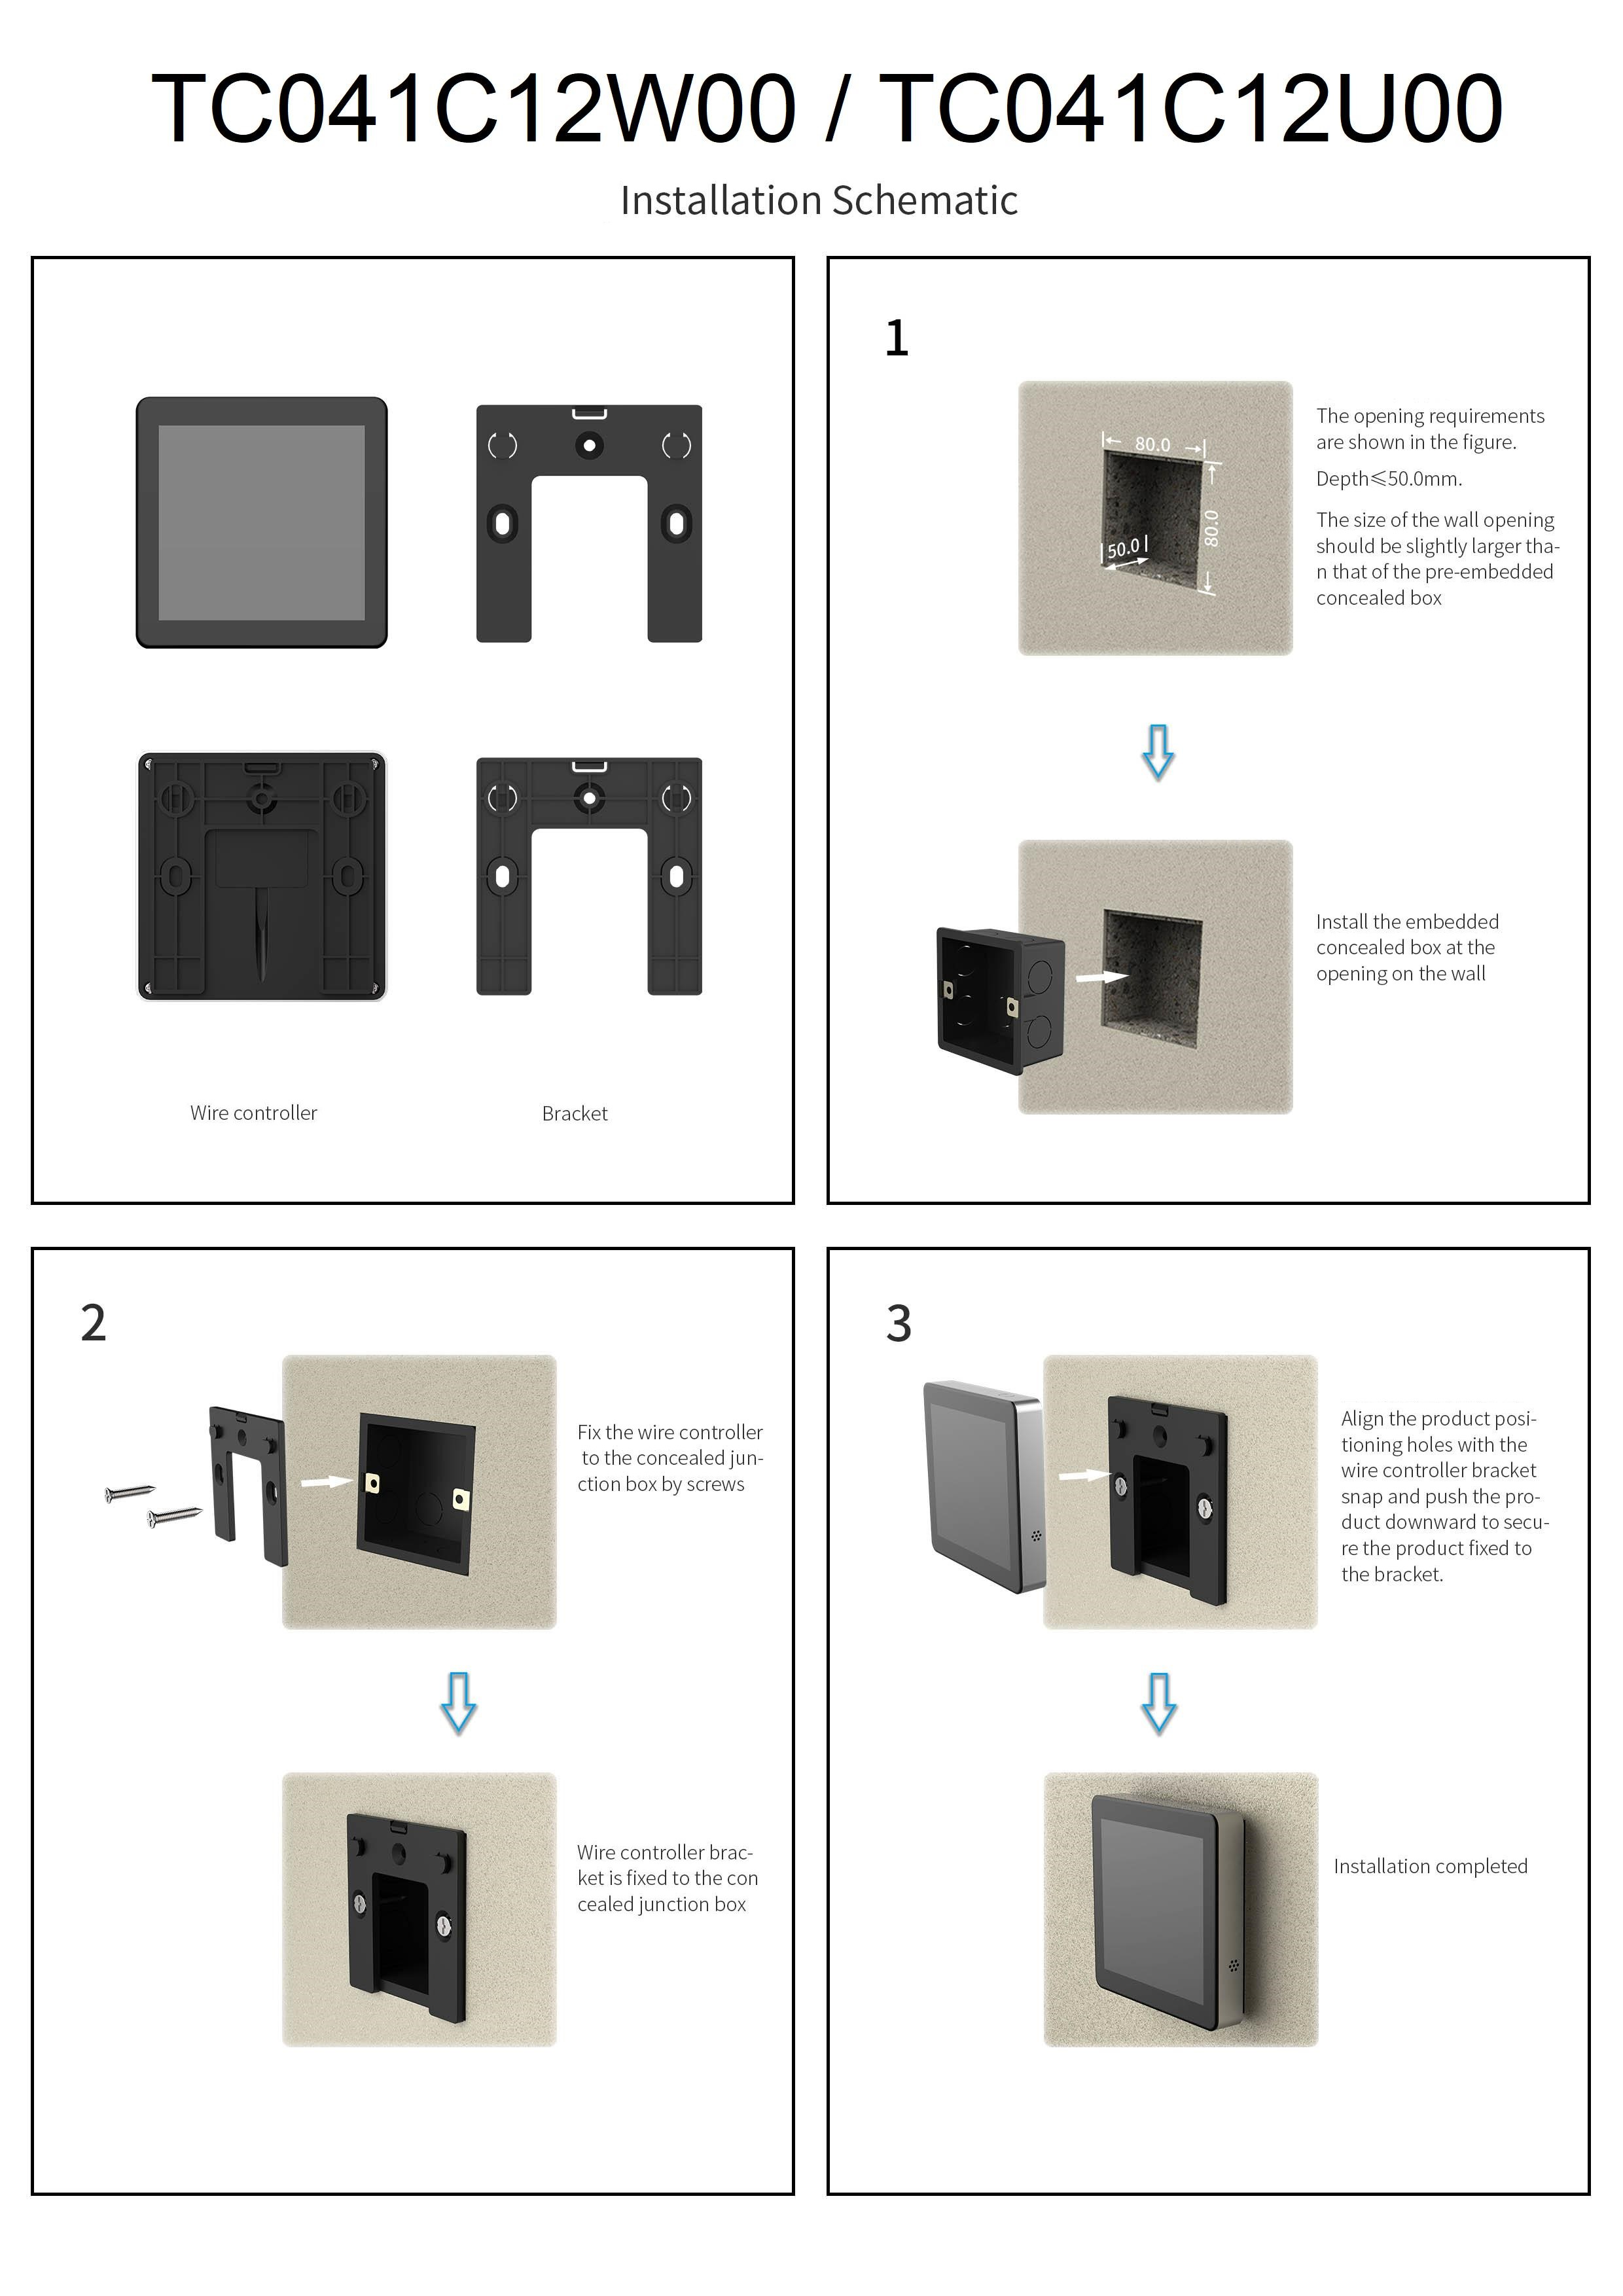 TC041C12W00 / TC041C12U00
Installation Schematic
Wire controller
Bracket
1
80.0
80.0
50.0
The opening requirements
are shown in the figure.
Depth≤50.0mm.
The size of the wall opening
should be slightly larger tha-
n that of the pre-embedded
concealed box
Install the embedded
concealed box at the
opening on the wall
2
Fix the wire controller
to the concealed jun-
ction box by screws
Wire controller brac-
ket is fixed to the con
cealed junction box
3
Align the product posi-
tioning holes with the
wire controller bracket
snap and push the pro-
duct downward to secu-
re the product fixed to
the bracket.
Installation completed